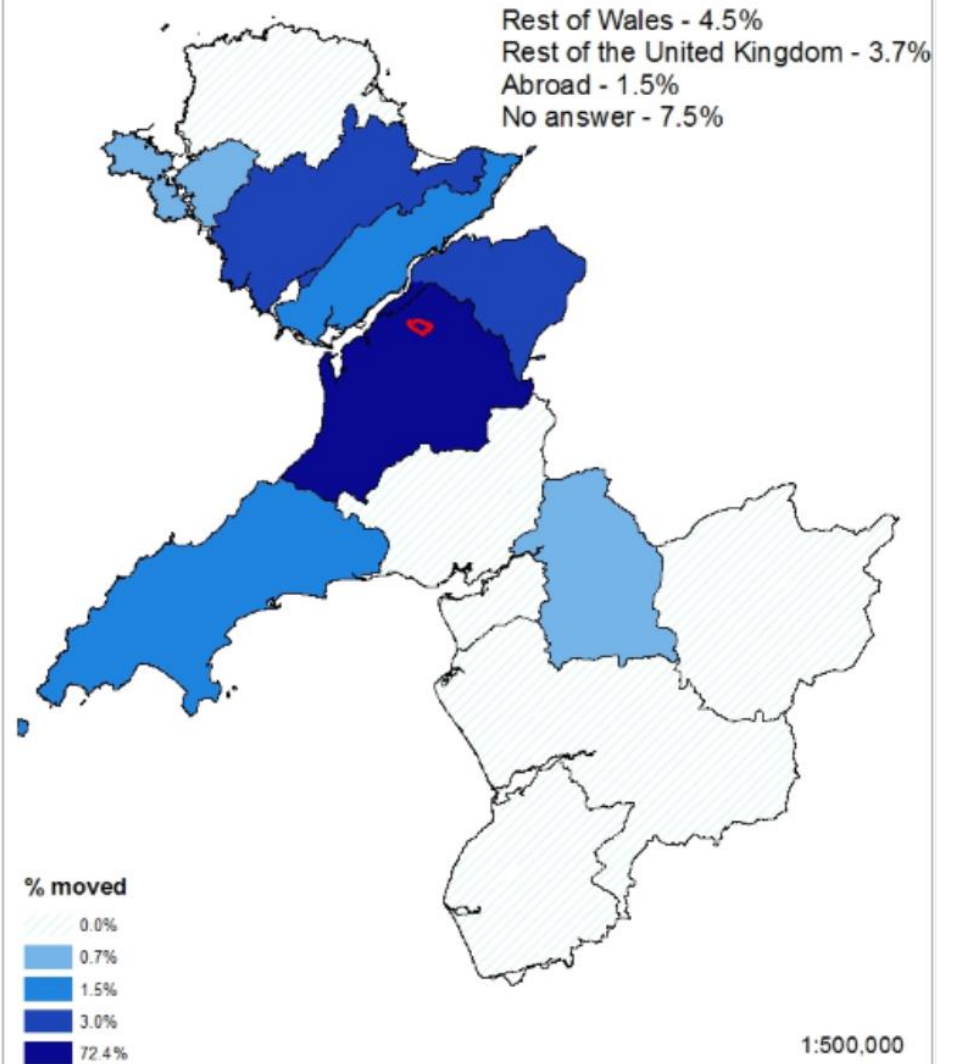 Rest of Wales - 4.5%
Rest of the United Kingdom - 3.7%
Abroad - 1.5%
No answer - 7.5%
% moved
0.0%
0.7%
1.5%
3.0%
72.4%
1:500,000